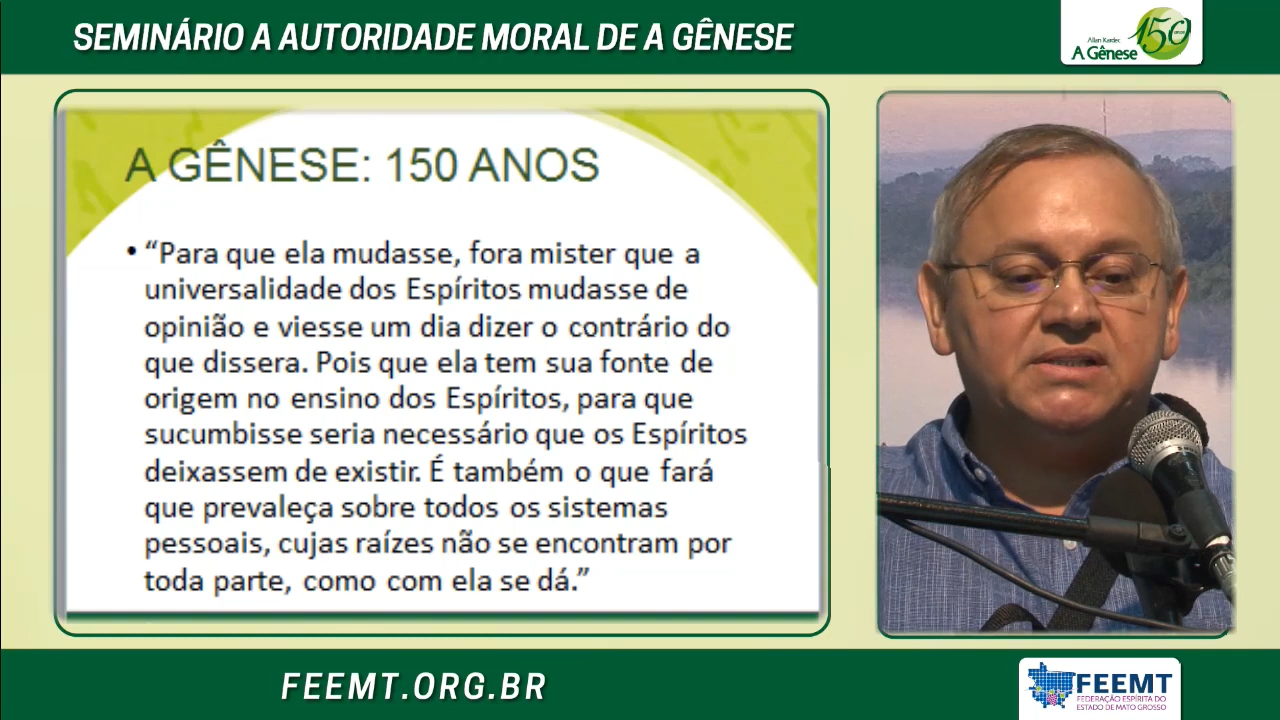 SEMINÁRIO A AUTORIDADE MORAL DE A GÊNESE
Allan Kardec
A Gênese
150
A GÊNESE: 150 ANOS
• “Para que ela mudasse, fora mister que a
universalidade dos Espíritos mudasse de
opinião e viesse um dia dizer o contrário do
que dissera. Pois que ela tem sua fonte de
origem no ensino dos Espíritos, para que
sucumbisse seria necessário que os Espíritos
deixassem de existir. É também o que fará
que prevaleça sobre todos os sistemas
pessoais, cujas raízes não se encontram por
toda parte, como com ela se dá.”
FEEMT.ORG.BR
FEEMT
FEDERAÇÃO ESPÍRITA DO
ESTADO DE MATO GROSSO